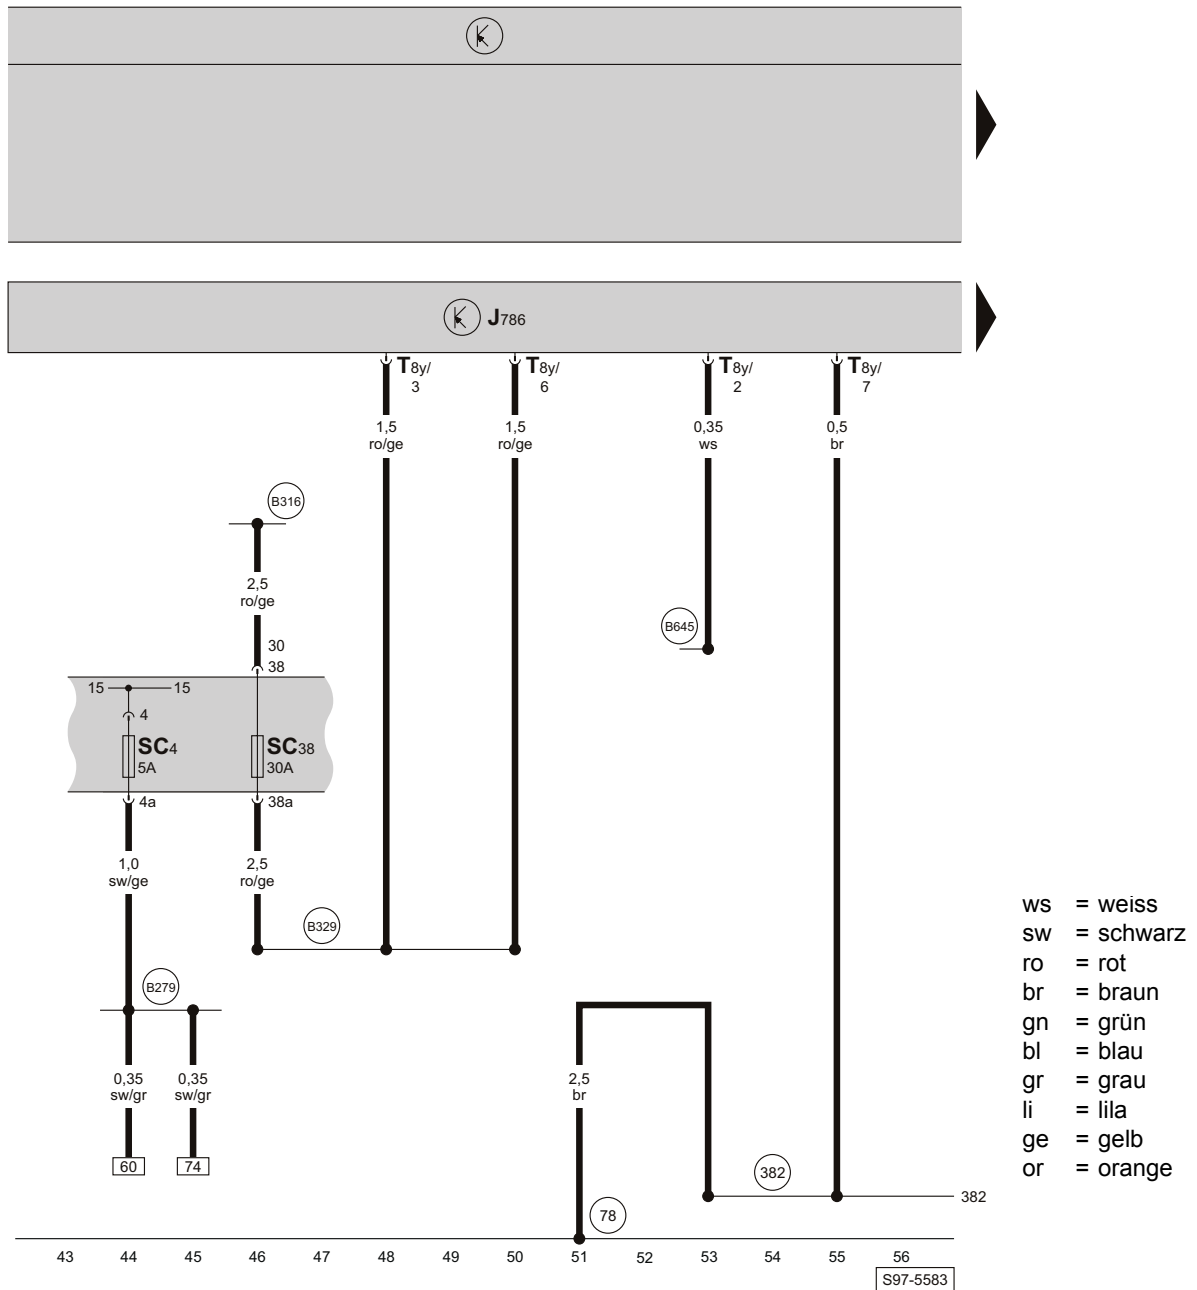 J786
T8y/
3
T8y/
6
T8y/
2
T8y/
7
1,5
ro/ge
1,5
ro/ge
0,35
ws
0,5
br
B316
2,5
ro/ge
30
38
B645
15
15
4
SC4
5A
SC38
30A
4a
38a
1,0
sw/ge
2,5
ro/ge
B329
B279
0,35
sw/gr
0,35
sw/gr
2,5
br
60
74
382
382
78
43 44 45 46 47 48 49 50 51 52 53 54 55 56
S97-5583
ws = weiss
sw = schwarz
ro = rot
br = braun
gn = grün
bl = blau
gr = grau
li = lila
ge = gelb
or = orange